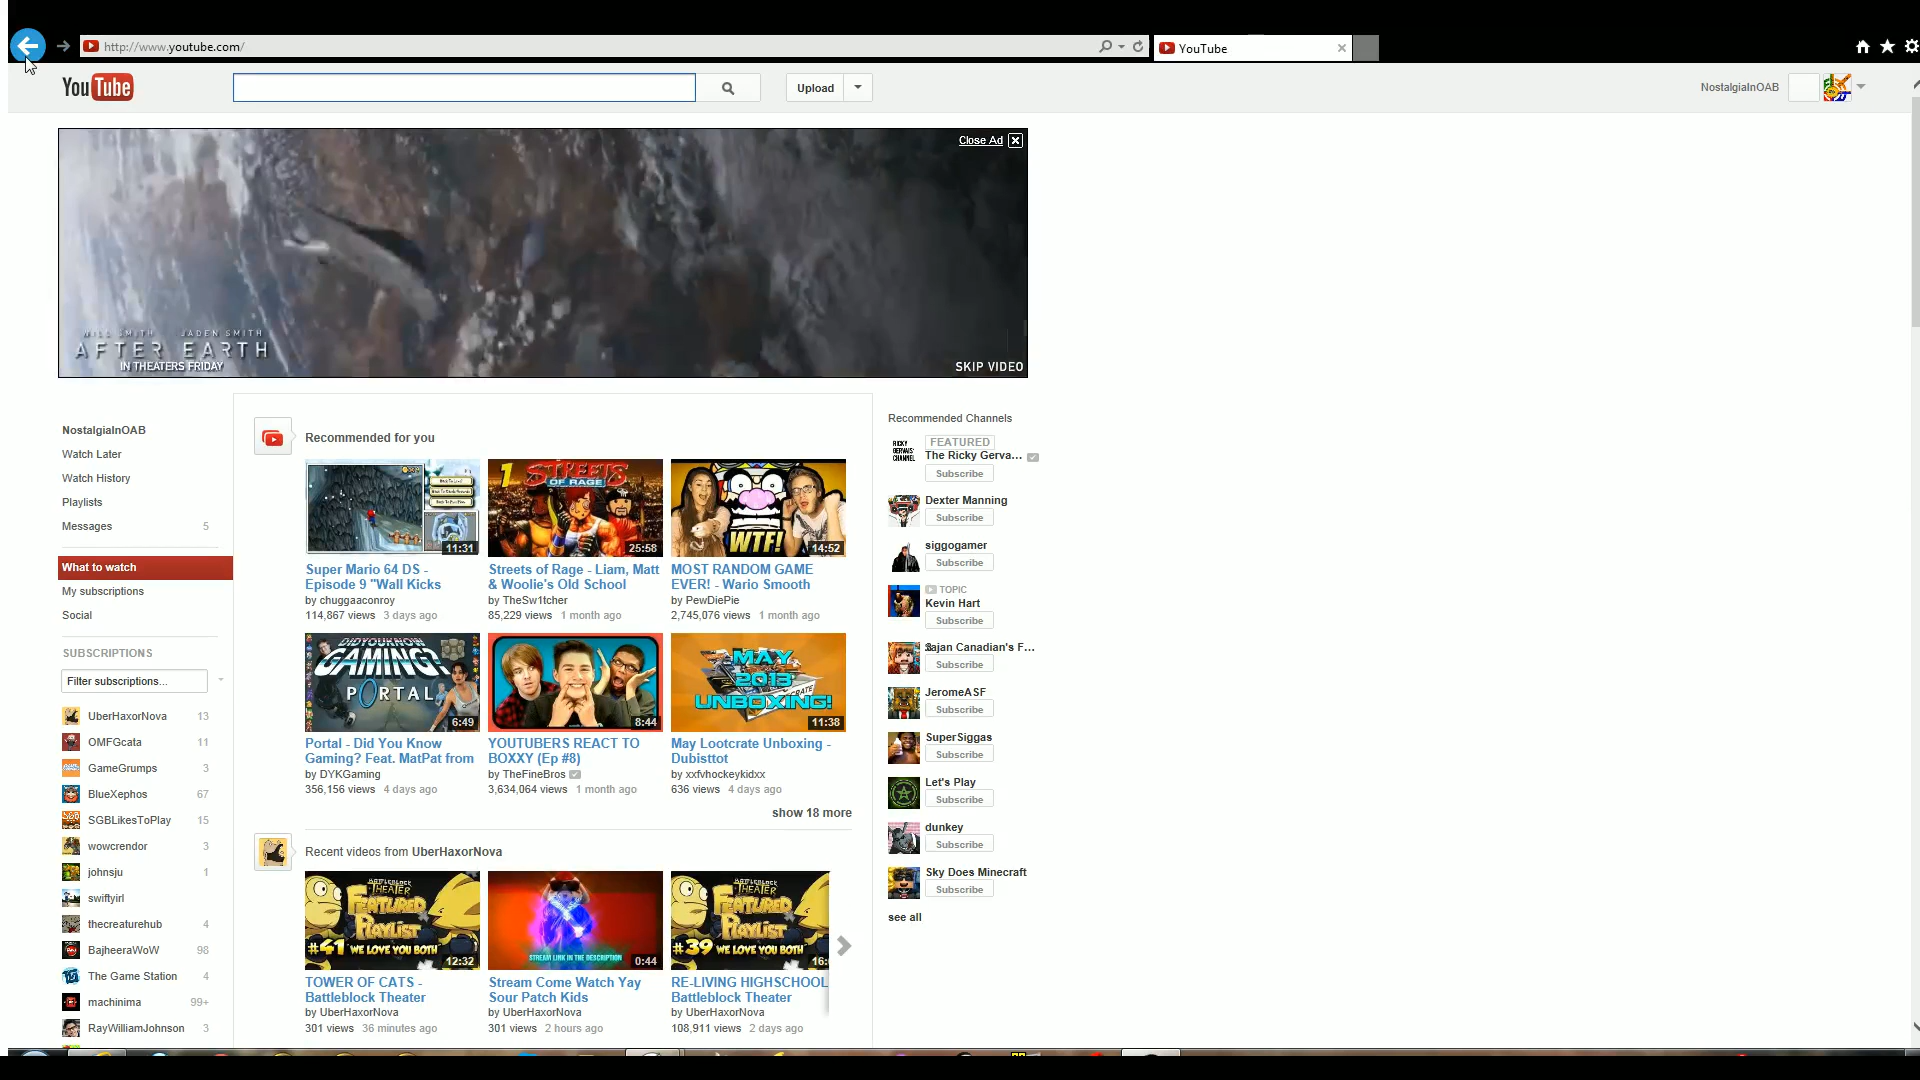 http://www.youtube.com/
YouTube
YouTube
Upload
NostalgiaInOAB
Close Ad
WILL SMITH JADEN SMITH
AFTER EARTH
IN THEATERS FRIDAY
SKIP VIDEO
NostalgiaInOAB
Watch Later
Watch History
Playlists
Messages 5
What to watch
My subscriptions
Social
SUBSCRIPTIONS
Filter subscriptions...
UberHaxorNova 13
OMFGcata 11
GameGrumps 3
BlueXephos 67
SGBLikesToPlay 15
wowcrendor 3
johnsju 1
swiftyirl
thecreaturehub 4
BajheeraWoW 98
The Game Station 4
machinima 99+
RayWilliamJohnson 3
Recommended for you
11:31
Super Mario 64 DS -
Episode 9 "Wall Kicks
by chuggaaconroy
114,867 views 3 days ago
1
STREETS
OF RAGE
25:58
Streets of Rage - Liam, Matt
& Woolie's Old School
by TheSw1tcher
85,229 views 1 month ago
WTF!
14:52
MOST RANDOM GAME
EVER! - Wario Smooth
by PewDiePie
2,745,076 views 1 month ago
DIDYOUKNOW
GAMING?
PORTAL
6:49
Portal - Did You Know
Gaming? Feat. MatPat from
by DYKGaming
356,156 views 4 days ago
8:44
YOUTUBERS REACT TO
BOXXY (Ep #8)
by TheFineBros
3,634,064 views 1 month ago
MAY
2013
CRATE
UNBOXING!
11:38
May Lootcrate Unboxing -
Dubisttot
by xxfvhockeykidxx
636 views 4 days ago
show 18 more
Recent videos from UberHaxorNova
BATTLEBLOCK
THEATER
FEATURED
PLAYLIST
#41 WE LOVE YOU BOTH
12:32
TOWER OF CATS -
Battleblock Theater
by UberHaxorNova
301 views 36 minutes ago
STREAM LINK IN THE DESCRIPTION
0:44
Stream Come Watch Yay
Sour Patch Kids
by UberHaxorNova
301 views 2 hours ago
BATTLEBLOCK
THEATER
FEATURED
PLAYLIST
#39 WE LOVE YOU BOTH
16:
RE-LIVING HIGHSCHOOL
Battleblock Theater
by UberHaxorNova
108,911 views 2 days ago
Recommended Channels
RICKY
GERVAIS'
CHANNEL
FEATURED
The Ricky Gerva...
Subscribe
Dexter Manning
Subscribe
siggogamer
Subscribe
TOPIC
Kevin Hart
Subscribe
Bajan Canadian's F...
Subscribe
JeromeASF
Subscribe
SuperSiggas
Subscribe
Let's Play
Subscribe
dunkey
Subscribe
Sky Does Minecraft
Subscribe
see all